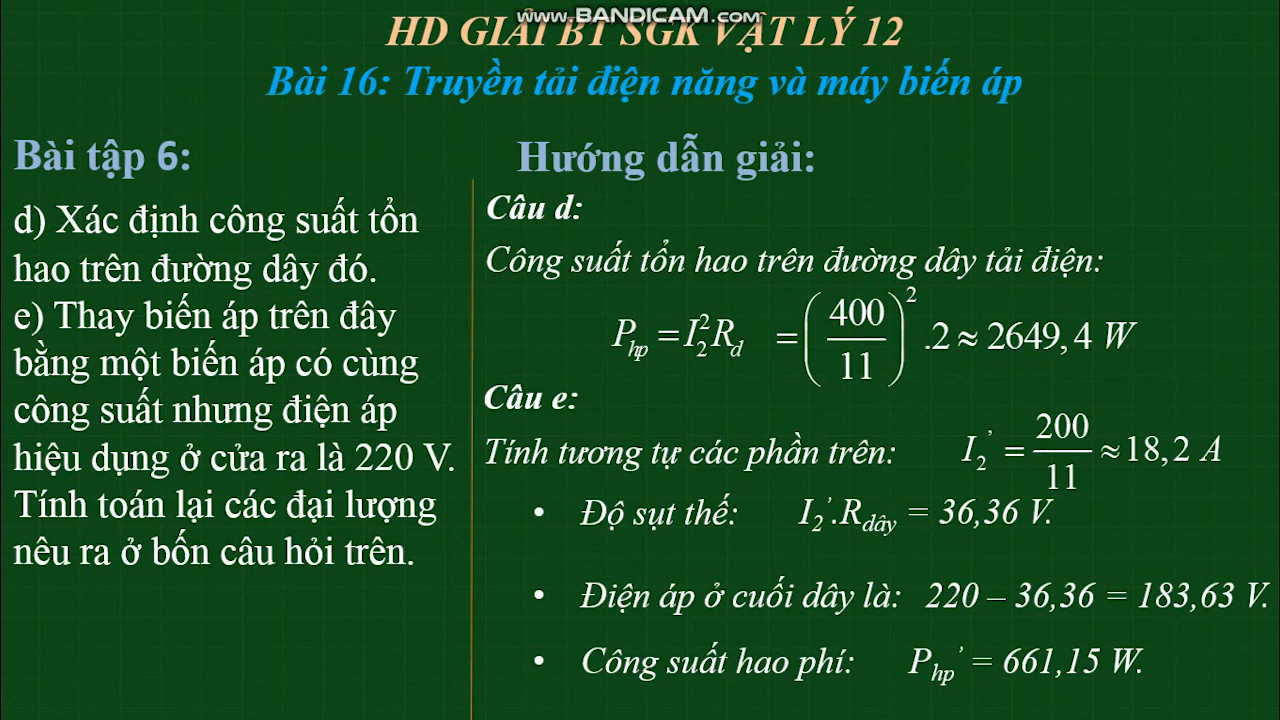 www.BANDICAM.com
HD GIẢI BT SGK VẬT LÝ 12
Bài 16: Truyền tải điện năng và máy biến áp
Bài tập 6:
d) Xác định công suất tổn
hao trên đường dây đó.
e) Thay biến áp trên đây
bằng một biến áp có cùng
công suất nhưng điện áp
hiệu dụng ở cửa ra là 220 V.
Tính toán lại các đại lượng
nêu ra ở bốn câu hỏi trên.
Hướng dẫn giải:
Câu d:
Công suất tổn hao trên đường dây tải điện:
P_hp = I_2^2 R_d = (400/11)^2 .2 ≈ 2649,4 W
Câu e:
Tính tương tự các phần trên: I_2' = 200/11 ≈ 18,2 A
• Độ sụt thế: I_2'.R_dây = 36,36 V.
• Điện áp ở cuối dây là: 220 – 36,36 = 183,63 V.
• Công suất hao phí: P_hp' = 661,15 W.